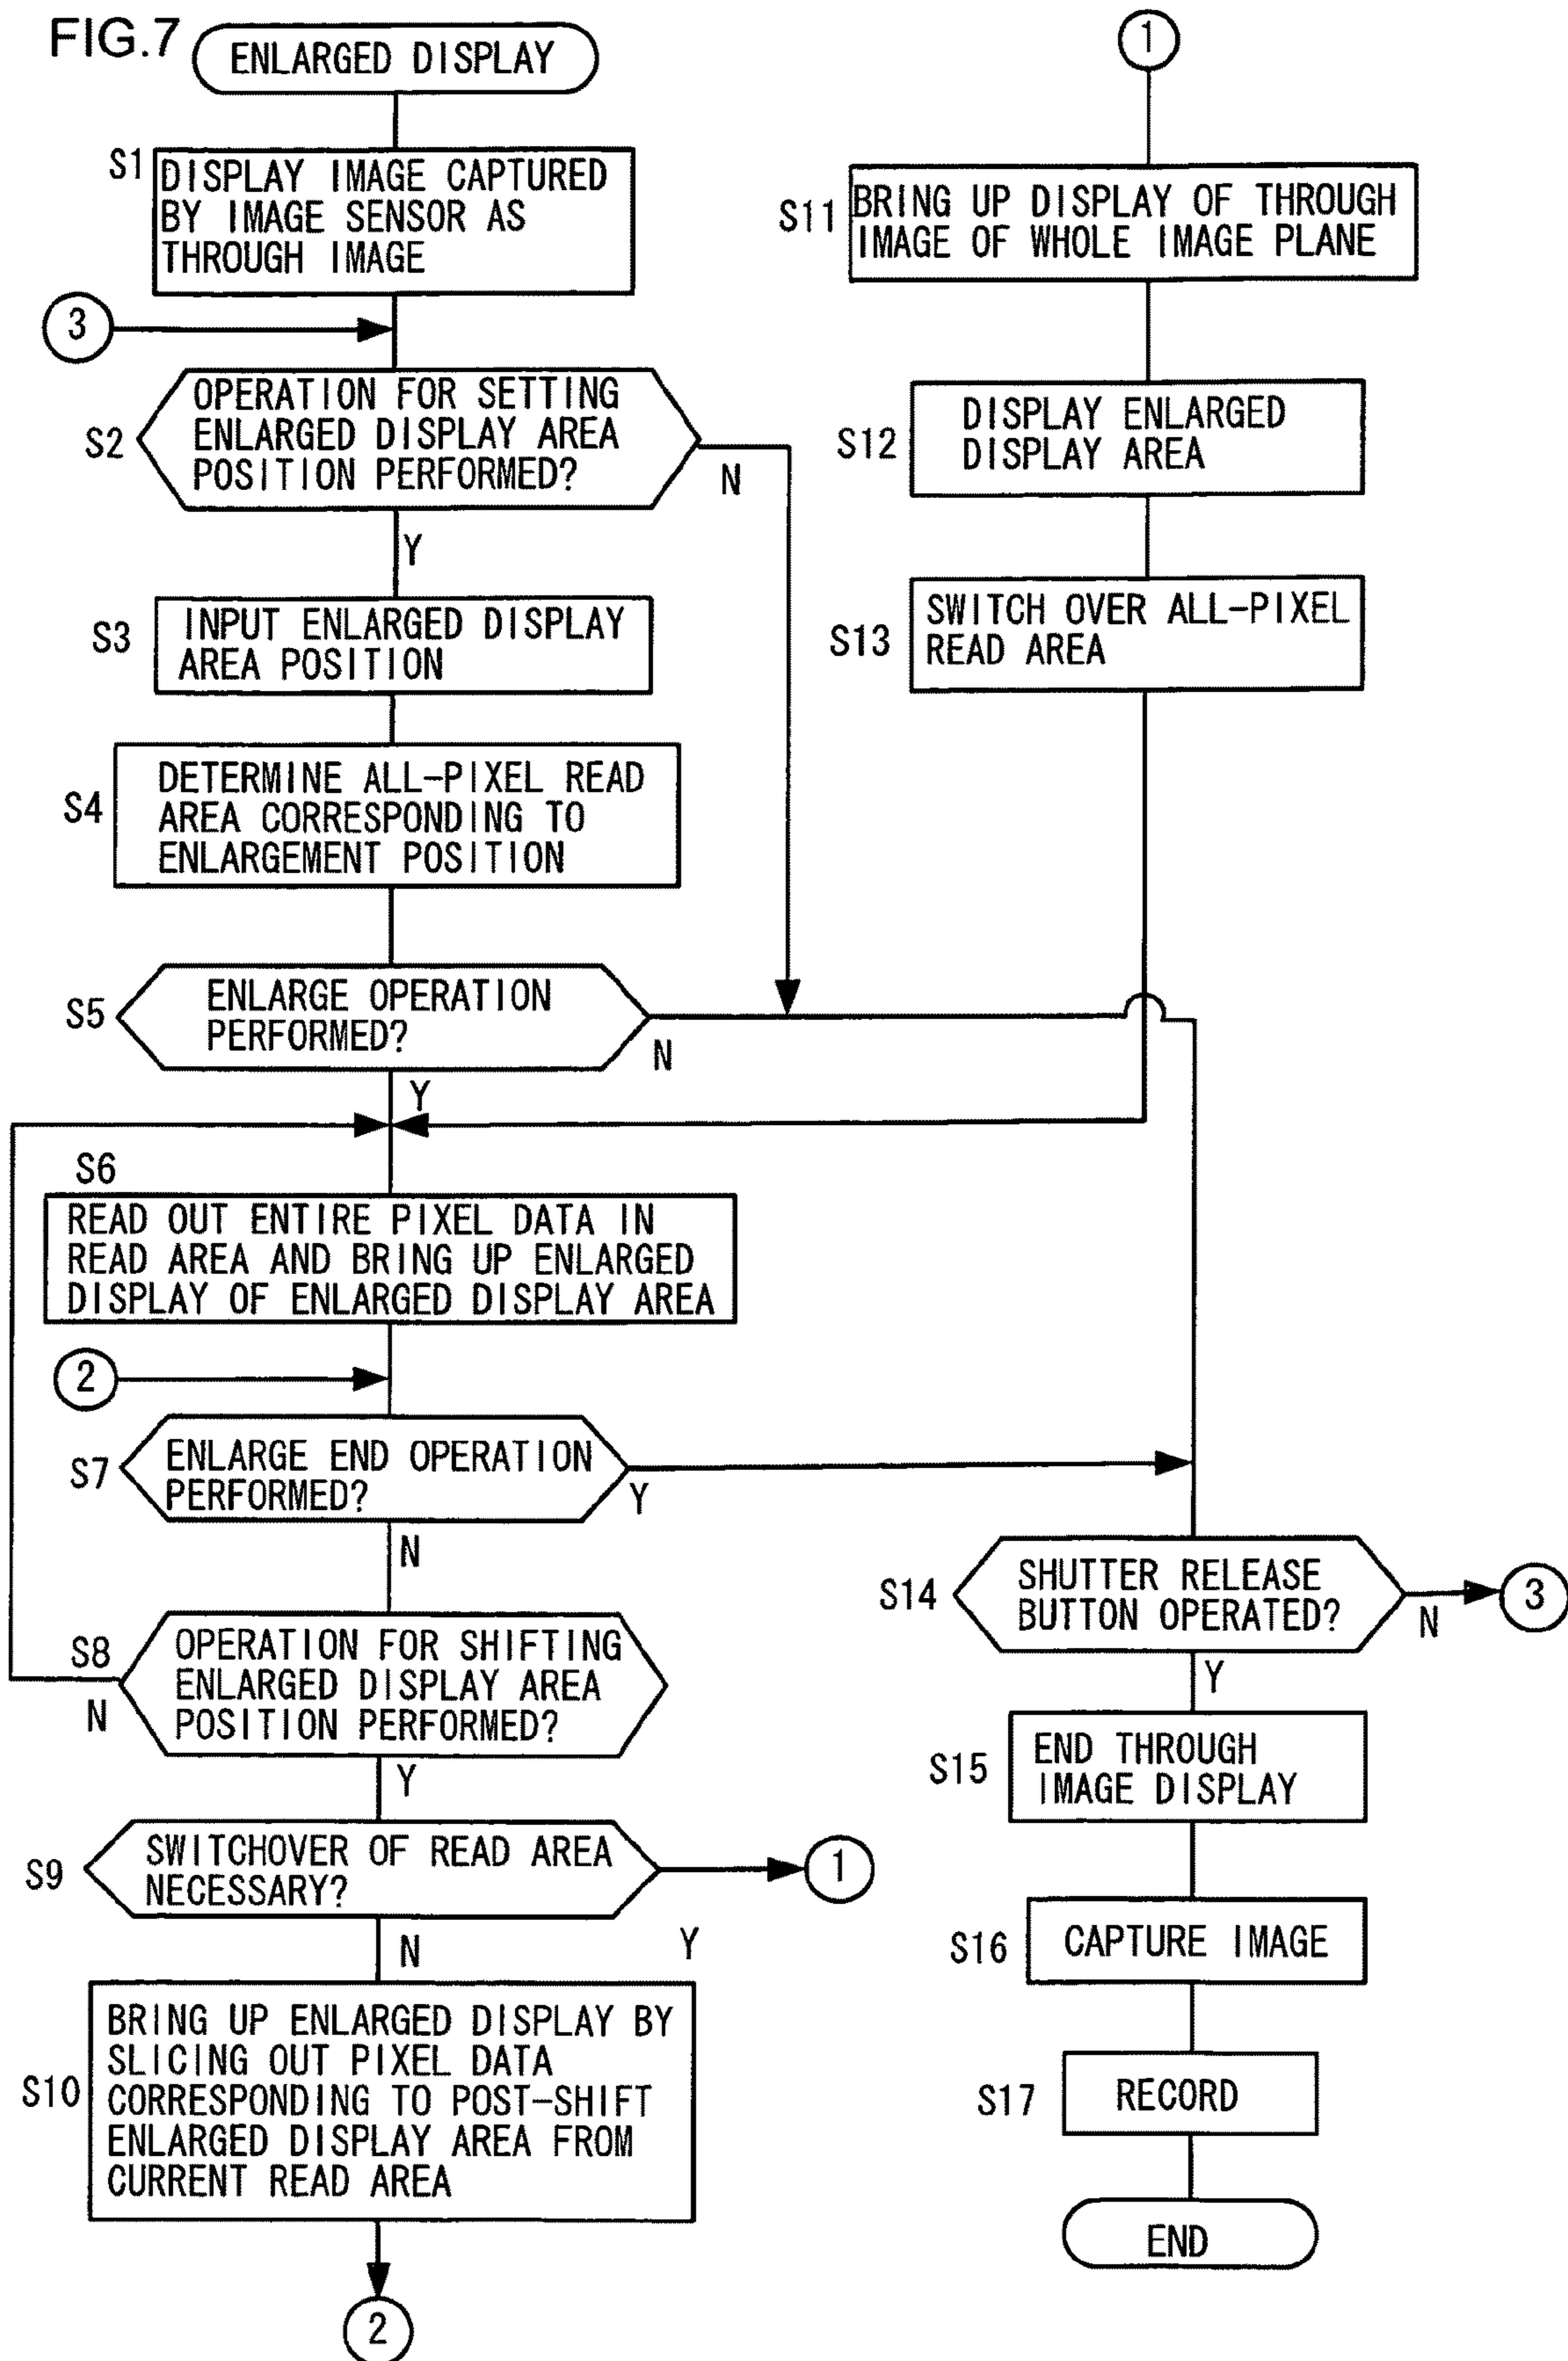 FIG.7
ENLARGED DISPLAY
S1
DISPLAY IMAGE CAPTURED
BY IMAGE SENSOR AS
THROUGH IMAGE
3
S2
OPERATION FOR SETTING
ENLARGED DISPLAY AREA
POSITION PERFORMED?
N
Y
S3
INPUT ENLARGED DISPLAY
AREA POSITION
S4
DETERMINE ALL-PIXEL READ
AREA CORRESPONDING TO
ENLARGEMENT POSITION
S5
ENLARGE OPERATION
PERFORMED?
N
Y
S6
READ OUT ENTIRE PIXEL DATA IN
READ AREA AND BRING UP ENLARGED
DISPLAY OF ENLARGED DISPLAY AREA
2
S7
ENLARGE END OPERATION
PERFORMED?
Y
N
S8
OPERATION FOR SHIFTING
ENLARGED DISPLAY AREA
POSITION PERFORMED?
N
Y
S9
SWITCHOVER OF READ AREA
NECESSARY?
1
N
Y
S10
BRING UP ENLARGED DISPLAY BY
SLICING OUT PIXEL DATA
CORRESPONDING TO POST-SHIFT
ENLARGED DISPLAY AREA FROM
CURRENT READ AREA
2
1
S11
BRING UP DISPLAY OF THROUGH
IMAGE OF WHOLE IMAGE PLANE
S12
DISPLAY ENLARGED
DISPLAY AREA
S13
SWITCH OVER ALL-PIXEL
READ AREA
S14
SHUTTER RELEASE
BUTTON OPERATED?
N
3
Y
S15
END THROUGH
IMAGE DISPLAY
S16
CAPTURE IMAGE
S17
RECORD
END